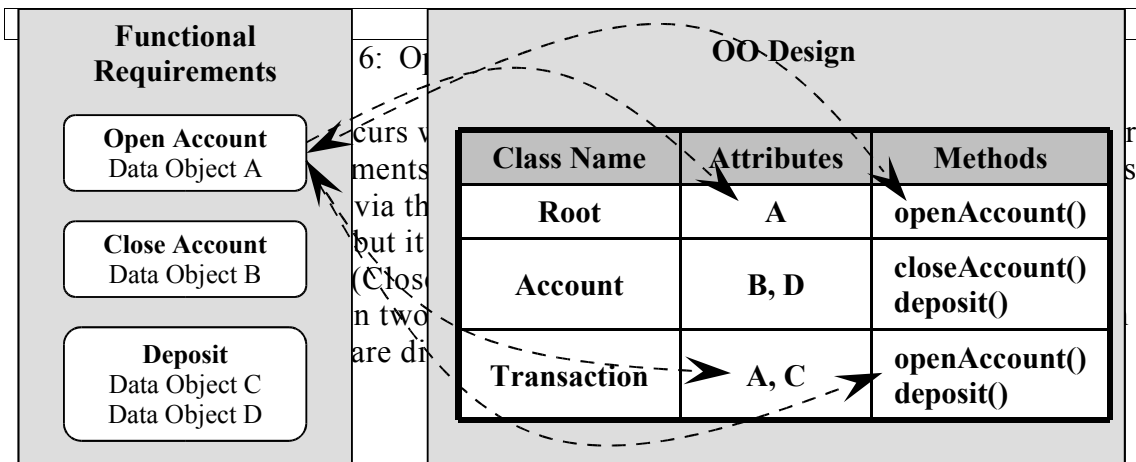 Functional
Requirements
Open Account
Data Object A
Close Account
Data Object B
Deposit
Data Object C
Data Object D
6:
curs
ments
via th
but it
(Clos
n two
are di
OO Design
Class Name Attributes Methods
Root A openAccount()
Account B, D closeAccount()
deposit()
Transaction A, C openAccount()
deposit()
r
s